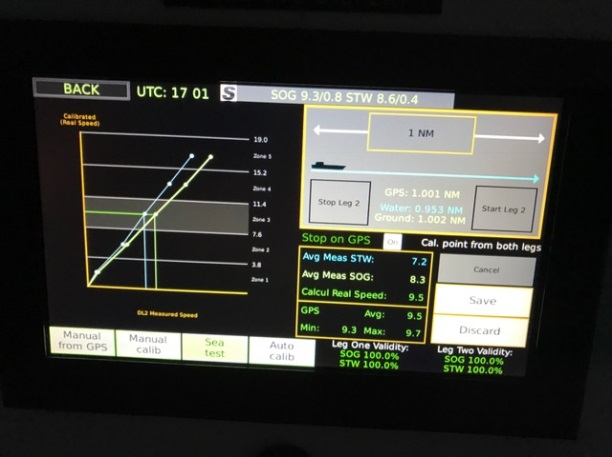 BACK
UTC: 17 01
S
SOG 9.3/0.8 STW 8.6/0.4
Calibrated
(Real Speed)
19.0
Zone 5
15.2
Zone 4
11.4
Zone 3
7.6
Zone 2
3.8
Zone 1
DL2 Measured Speed
1 NM
Stop Leg 2
GPS: 1.001 NM
Water: 0.953 NM
Ground: 1.002 NM
Start Leg 2
Stop on GPS
On
Cal. point from both legs
Avg Meas STW: 7.2
Avg Meas SOG: 8.3
Calcul Real Speed: 9.5
GPS Avg: 9.5
Min: 9.3 Max: 9.7
Cancel
Save
Discard
Manual
from GPS
Manual
calib
Sea
test
Auto
calib
Leg One Validity:
SOG 100.0%
STW 100.0%
Leg Two Validity:
SOG 100.0%
STW 100.0%